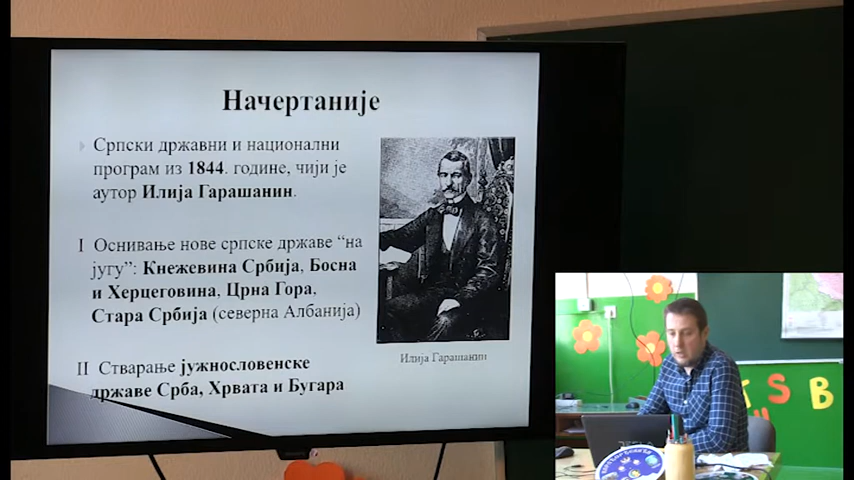 Начертаније
Српски државни и национални
програм из 1844. године, чији је
аутор Илија Гарашанин.
I Оснивање нове српске државе “на
југу”: Кнежевина Србија, Босна
и Херцеговина, Црна Гора,
Стара Србија (северна Албанија)
II Стварање јужнословенске
државе Срба, Хрвата и Бугара
Илија Гарашанин
S
B